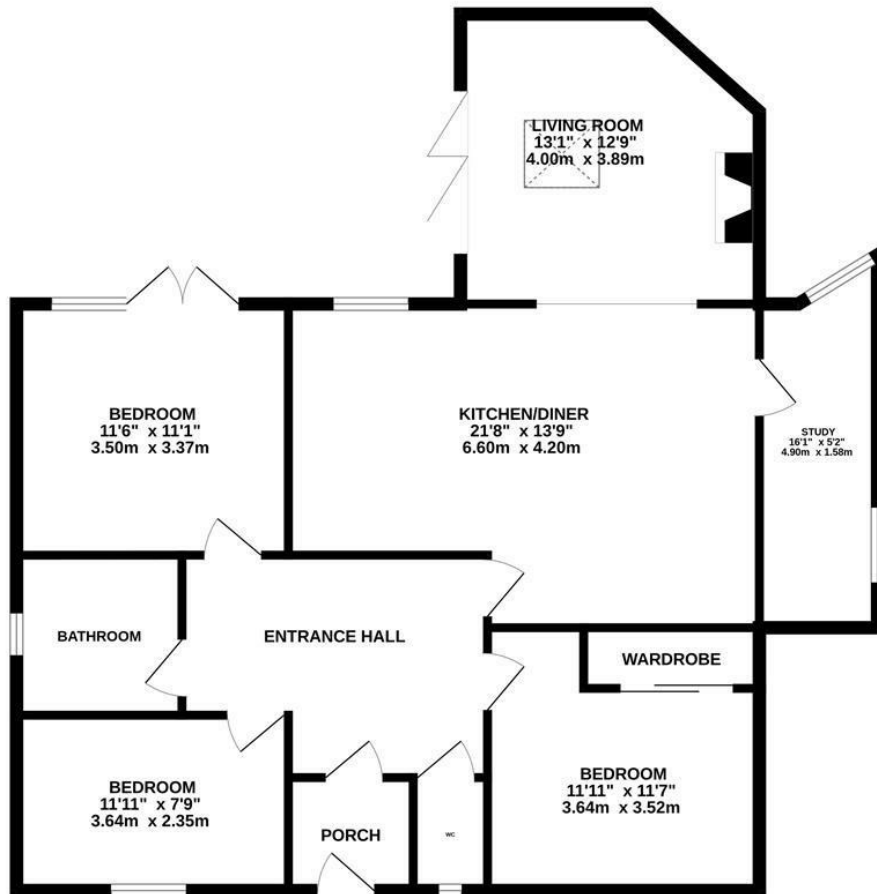 LIVING ROOM
13'1" x 12'9"
4.00m x 3.89m
BEDROOM
11'6" x 11'1"
3.50m x 3.37m
KITCHEN/DINER
21'8" x 13'9"
6.60m x 4.20m
STUDY
16'1" x 5'2"
4.90m x 1.58m
BATHROOM
ENTRANCE HALL
WARDROBE
BEDROOM
11'11" x 7'9"
3.64m x 2.35m
PORCH
WC
BEDROOM
11'11" x 11'7"
3.64m x 3.52m